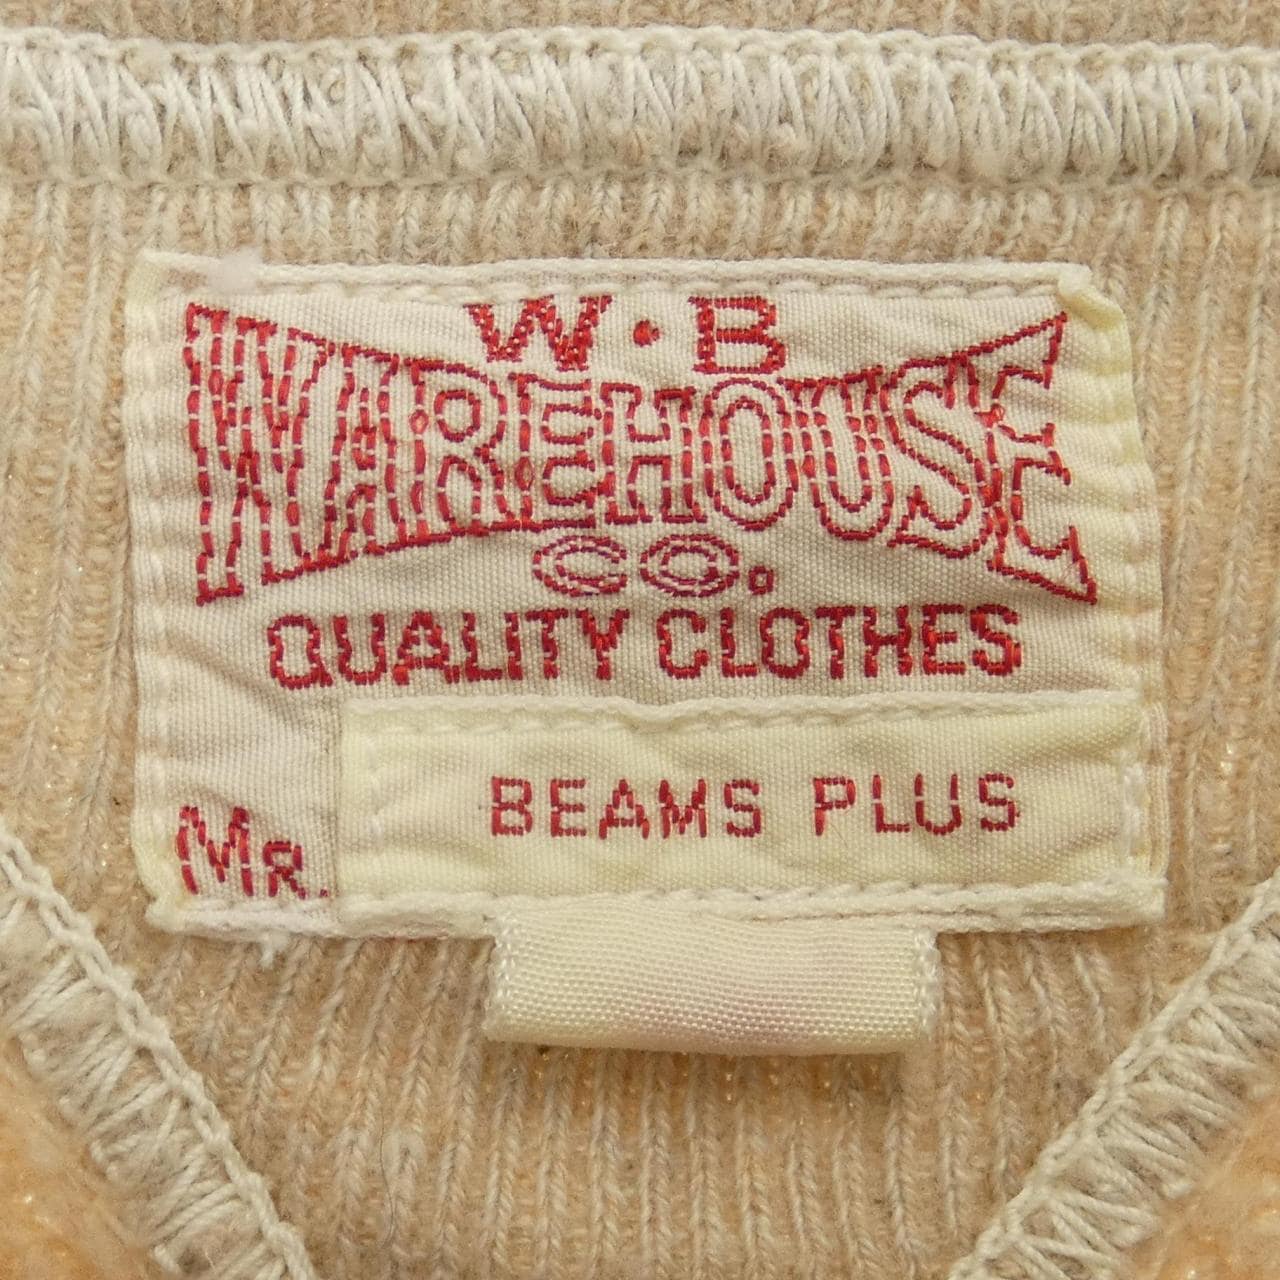 W·B
WAREHOUSE
CO.
QUALITY CLOTHES
BEAMS PLUS
MR.